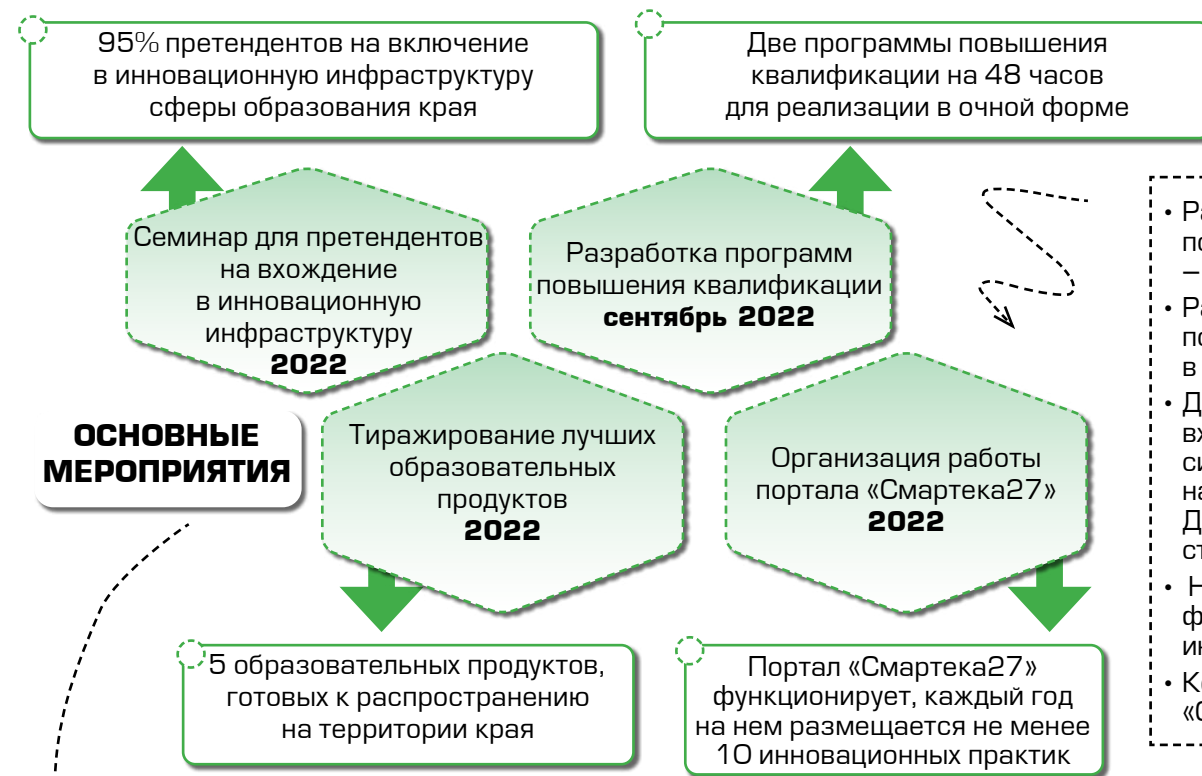 95% претендентов на включение
в инновационную инфраструктуру
сферы образования края
Две программы повышения
квалификации на 48 часов
для реализации в очной форме
Семинар для претендентов
на вхождение
в инновационную
инфраструктуру
2022
Разработка программ
повышения квалификации
сентябрь 2022
ОСНОВНЫЕ
МЕРОПРИЯТИЯ
Тиражирование лучших
образовательных
продуктов
2022
Организация работы
портала «Смартека27»
2022
5 образовательных продуктов,
готовых к распространению
на территории края
Портал «Смартека27»
функционирует, каждый год
на нем размещается не менее
10 инновационных практик
•
–
•
в
•
•
•